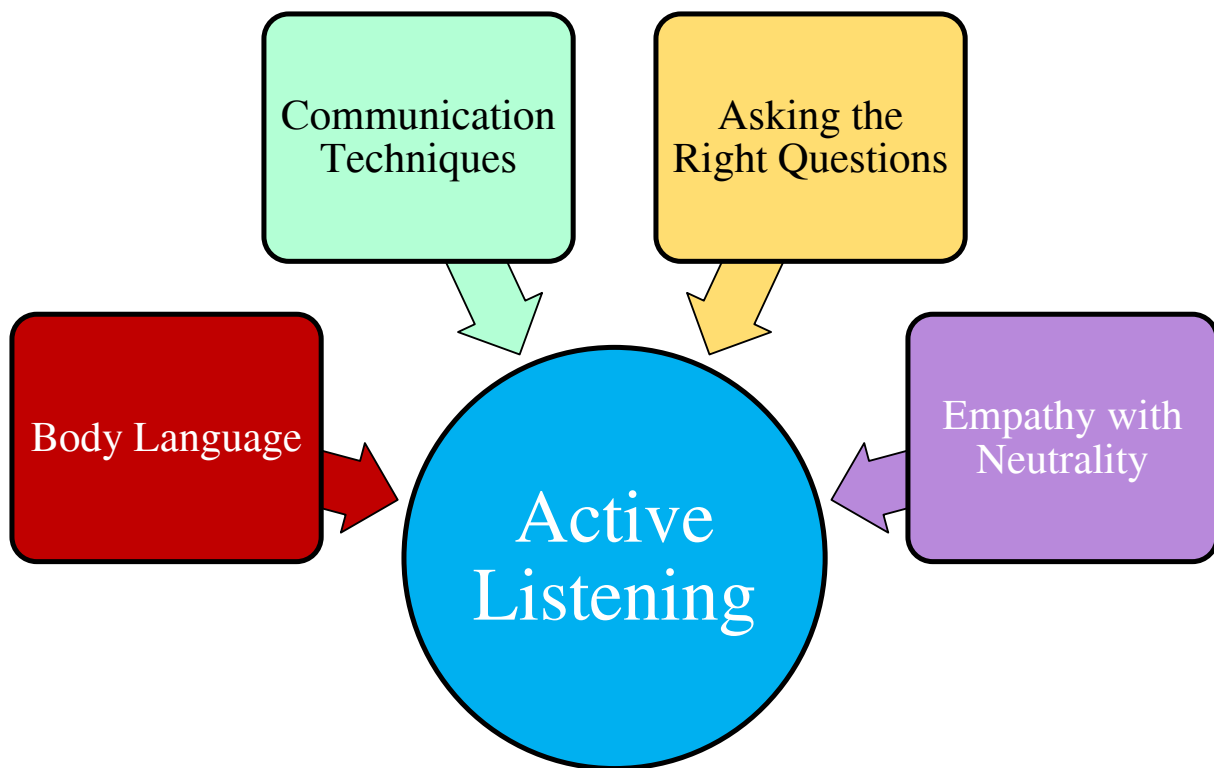 Communication
Techniques
Asking the
Right Questions
Body Language
Empathy with
Neutrality
Active
Listening